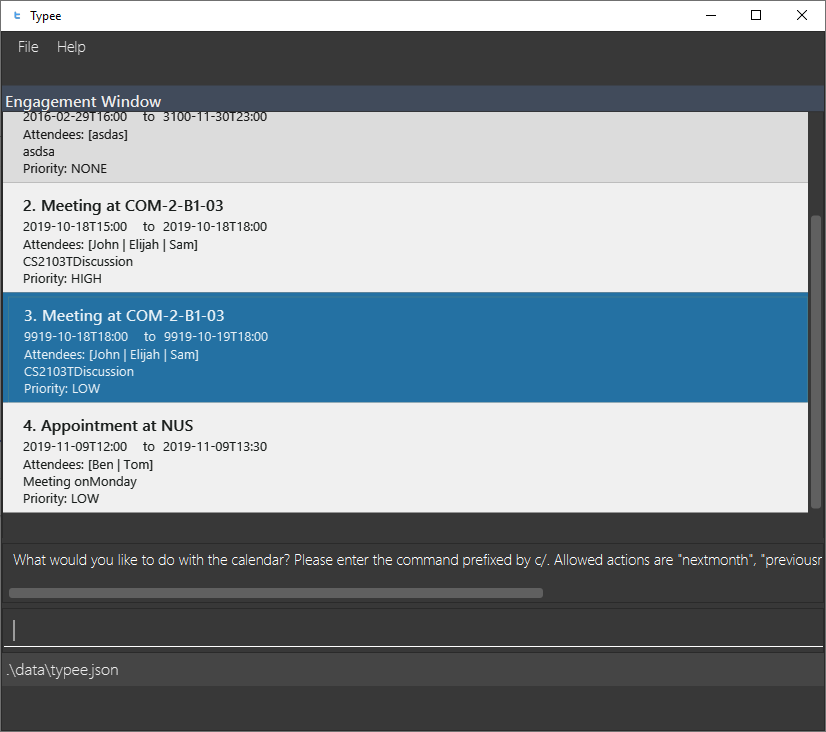 Typee
File Help
Engagement Window
2016-02-29T16:00 to 3100-11-30T23:00
Attendees: [asdas]
asdsa
Priority: NONE
2. Meeting at COM-2-B1-03
2019-10-18T15:00 to 2019-10-18T18:00
Attendees: [John | Elijah | Sam]
CS2103TDiscussion
Priority: HIGH
3. Meeting at COM-2-B1-03
9919-10-18T18:00 to 9919-10-19T18:00
Attendees: [John | Elijah | Sam]
CS2103TDiscussion
Priority: LOW
4. Appointment at NUS
2019-11-09T12:00 to 2019-11-09T13:30
Attendees: [Ben | Tom]
Meeting onMonday
Priority: LOW
What would you like to do with the calendar? Please enter the command prefixed by c/. Allowed actions are "nextmonth", "previousm
.\data\typee.json